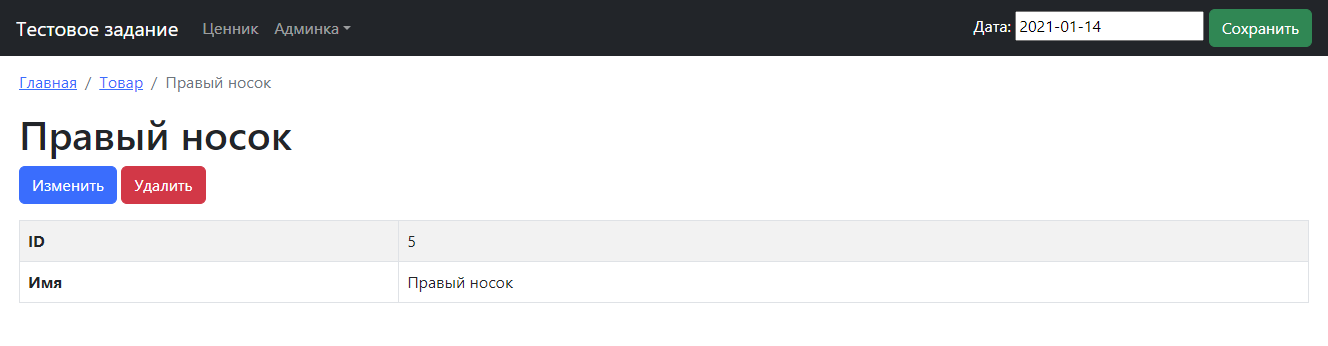 Тестовое задание Ценник Админка Дата: 2021-01-14 Сохранить
Главная / Товар / Правый носок
Правый носок
Изменить Удалить
ID 5
Имя Правый носок